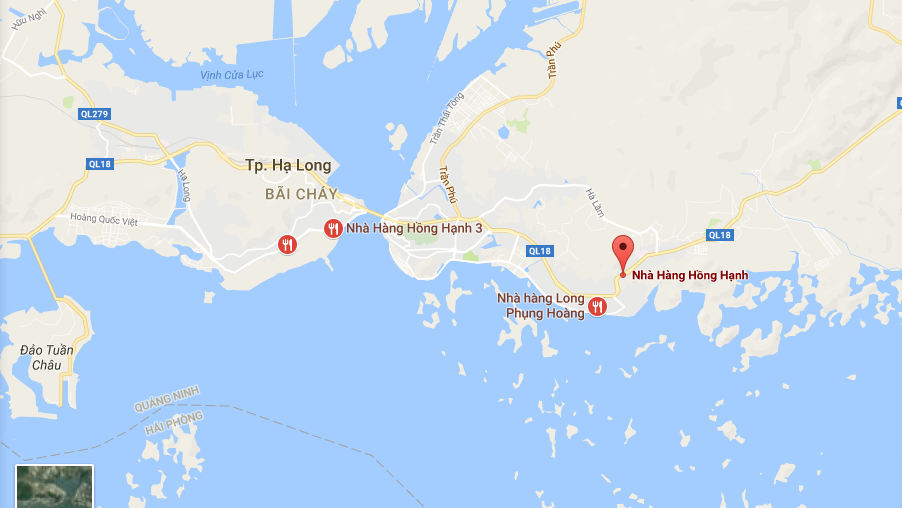 Hữu Nghị
Vịnh Cửa Lục
Trần Phú
QL279
Trần Thái Tông
QL18
Tp. Hạ Long
Hạ Long
Trần Phú
BÃI CHÁY
Hà Lầm
Hoàng Quốc Việt
Nhà Hàng Hồng Hạnh 3
QL18
QL18
Nhà Hàng Hồng Hạnh
Nhà hàng Long
Phụng Hoàng
Đảo Tuần
Châu
QUẢNG NINH
HẢI PHÒNG